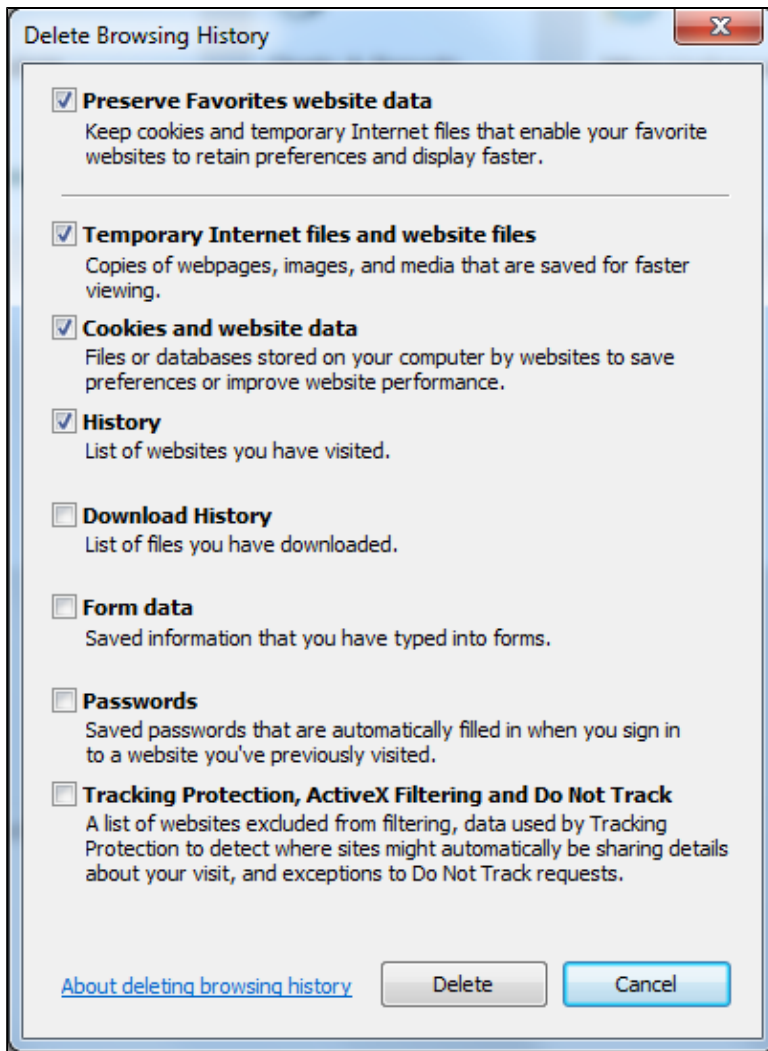 Delete Browsing History
X
Preserve Favorites website data
Keep cookies and temporary Internet files that enable your favorite
websites to retain preferences and display faster.
Temporary Internet files and website files
Copies of webpages, images, and media that are saved for faster
viewing.
Cookies and website data
Files or databases stored on your computer by websites to save
preferences or improve website performance.
History
List of websites you have visited.
Download History
List of files you have downloaded.
Form data
Saved information that you have typed into forms.
Passwords
Saved passwords that are automatically filled in when you sign in
to a website you've previously visited.
Tracking Protection, ActiveX Filtering and Do Not Track
A list of websites excluded from filtering, data used by Tracking
Protection to detect where sites might automatically be sharing details
about your visit, and exceptions to Do Not Track requests.
About deleting browsing history Delete Cancel